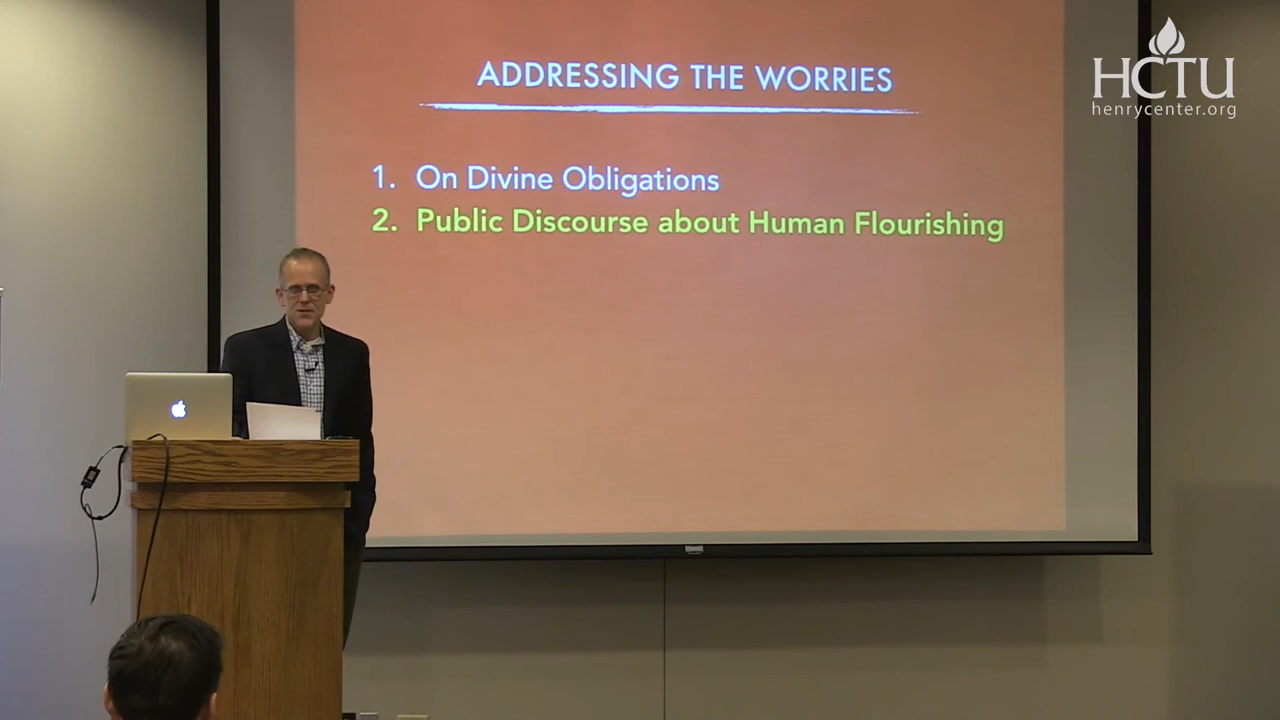 ADDRESSING THE WORRIES
1. On Divine Obligations
2. Public Discourse about Human Flourishing
HCTU
henrycenter.org